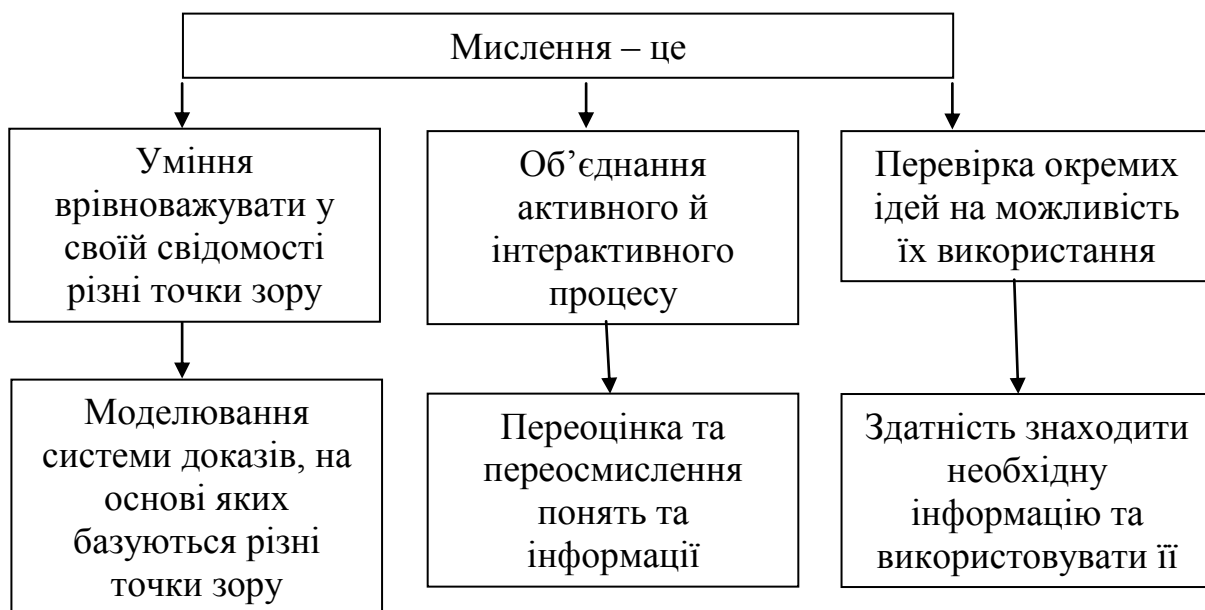 Мислення – це
Уміння
врівноважувати у
своїй свідомості
різні точки зору
Об’єднання
активного й
інтерактивного
процесу
Перевірка окремих
ідей на можливість
їх використання
Моделювання
системи доказів, на
основі яких
базуються різні
точки зору
Переоцінка та
переосмислення
понять та
інформації
Здатність знаходити
необхідну
інформацію та
використовувати її